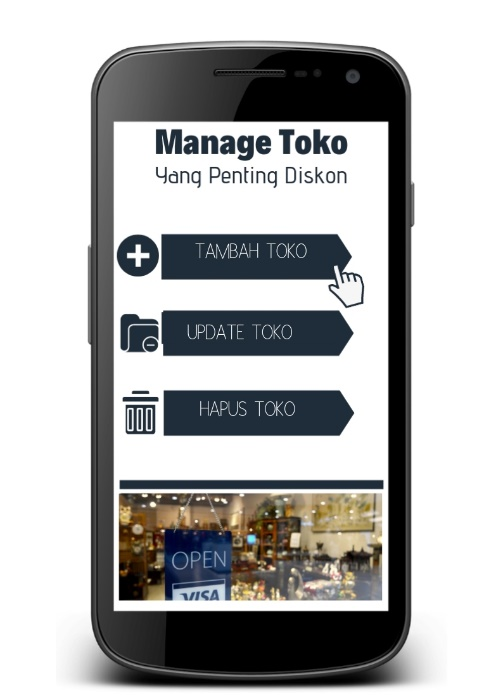 Manage Toko
Yang Penting Diskon
TAMBAH TOKO
UPDATE TOKO
HAPUS TOKO
OPEN
VISA